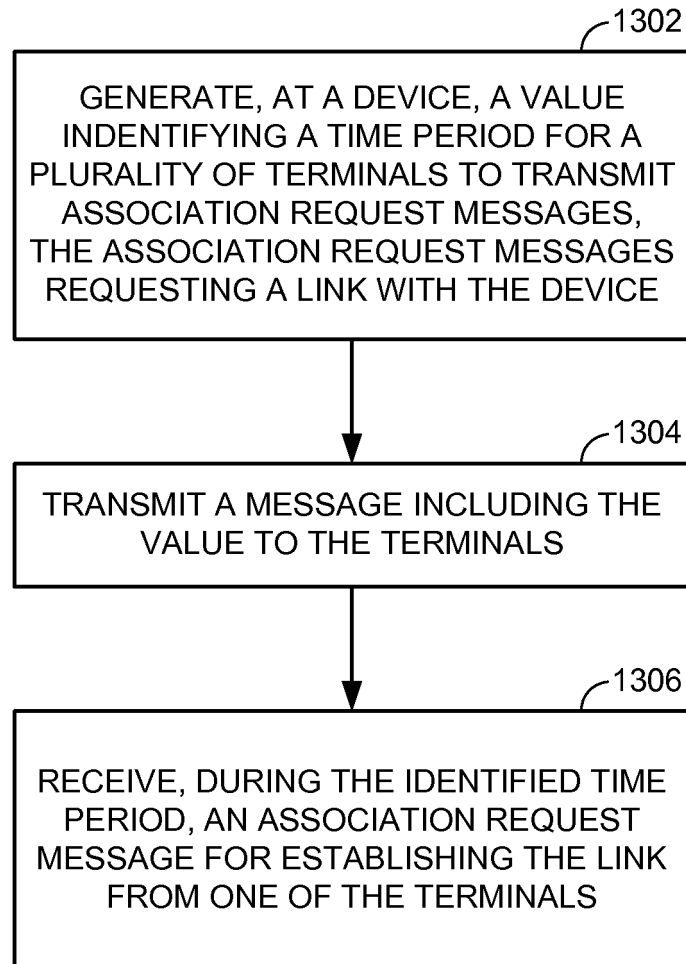 1302
GENERATE, AT A DEVICE, A VALUE
INDENTIFYING A TIME PERIOD FOR A
PLURALITY OF TERMINALS TO TRANSMIT
ASSOCIATION REQUEST MESSAGES,
THE ASSOCIATION REQUEST MESSAGES
REQUESTING A LINK WITH THE DEVICE
1304
TRANSMIT A MESSAGE INCLUDING THE
VALUE TO THE TERMINALS
1306
RECEIVE, DURING THE IDENTIFIED TIME
PERIOD, AN ASSOCIATION REQUEST
MESSAGE FOR ESTABLISHING THE LINK
FROM ONE OF THE TERMINALS